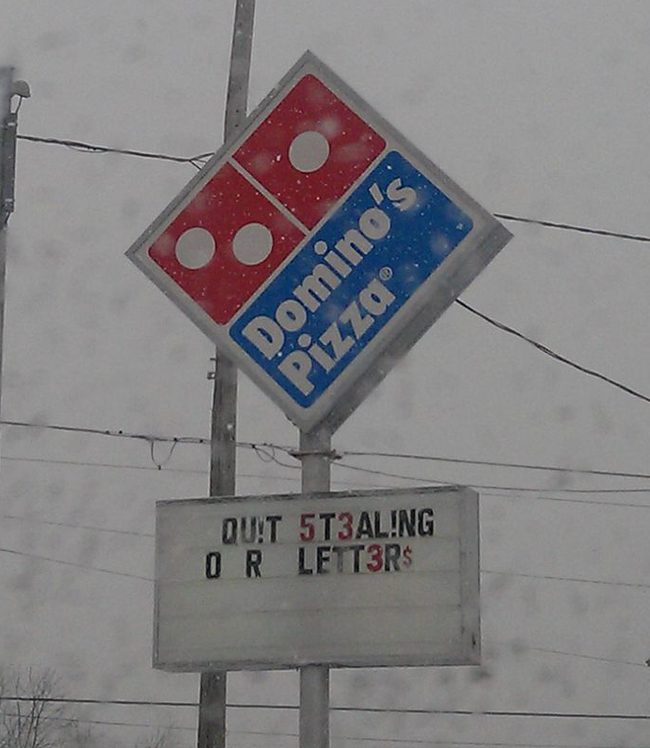 Domino's
Pizza®
QU!T 5T3AL!NG
O R LETT3R$